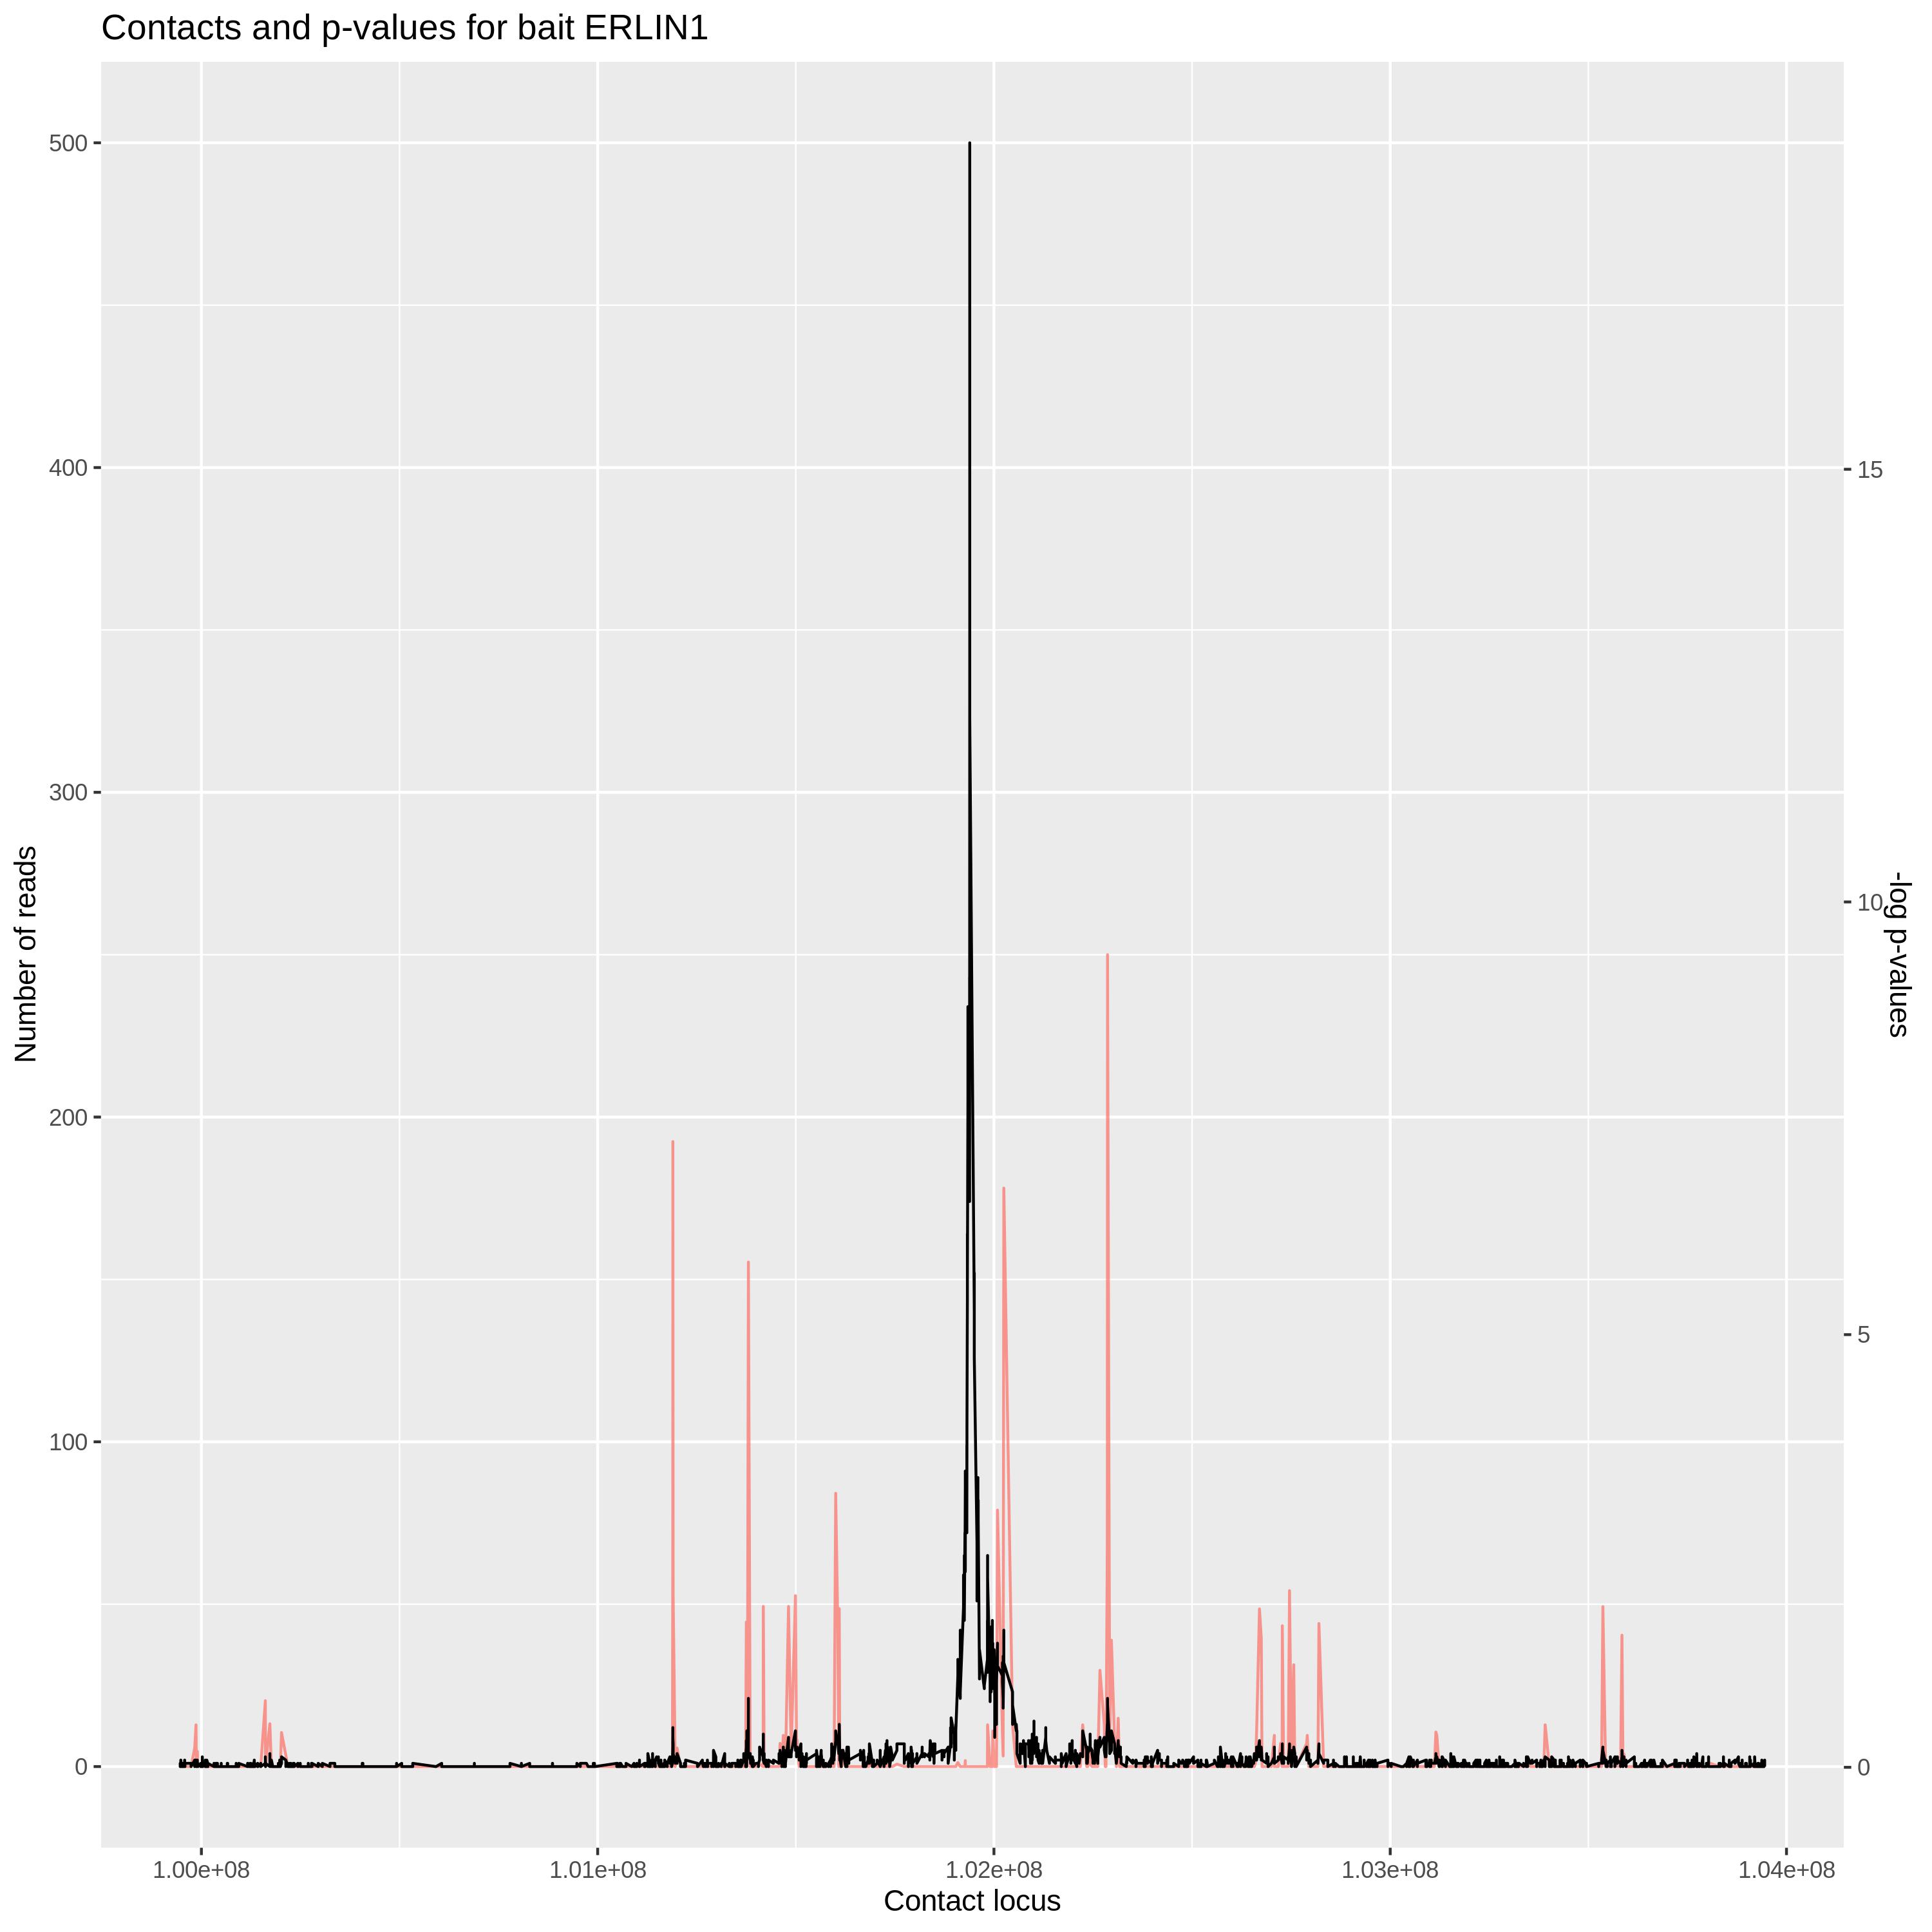 Contacts and p-values for bait ERLIN1
500
400
300
200
100
0
Number of reads
15
10
5
0
-log p-values
1.00e+08 1.01e+08 1.02e+08 1.03e+08 1.04e+08
Contact locus